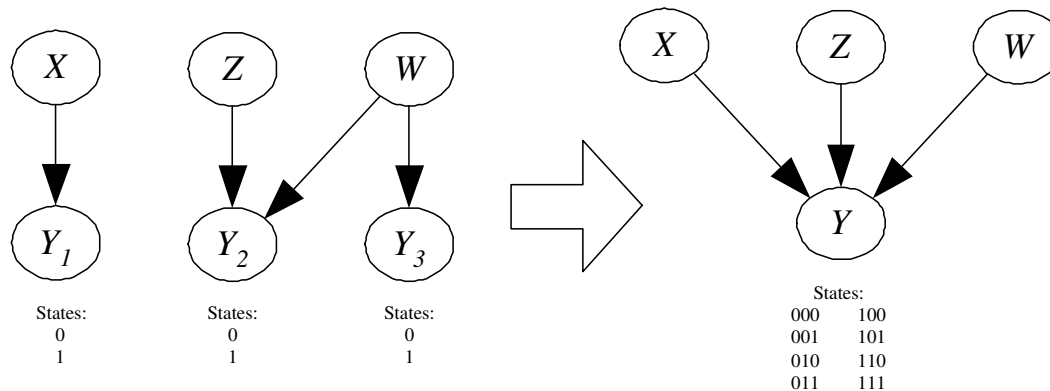 X Z W
Y1 Y2 Y3
States: States: States:
0 0 0
1 1 1
X Z W
Y
States:
000 100
001 101
010 110
011 111